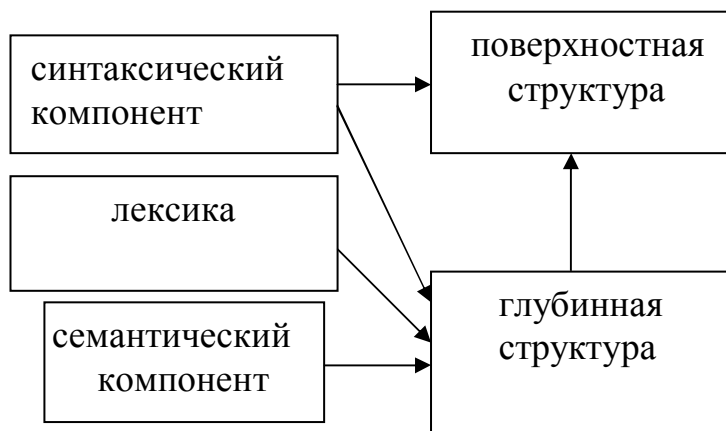 синтаксический
компонент
поверхностная
структура
лексика
семантический
компонент
глубинная
структура